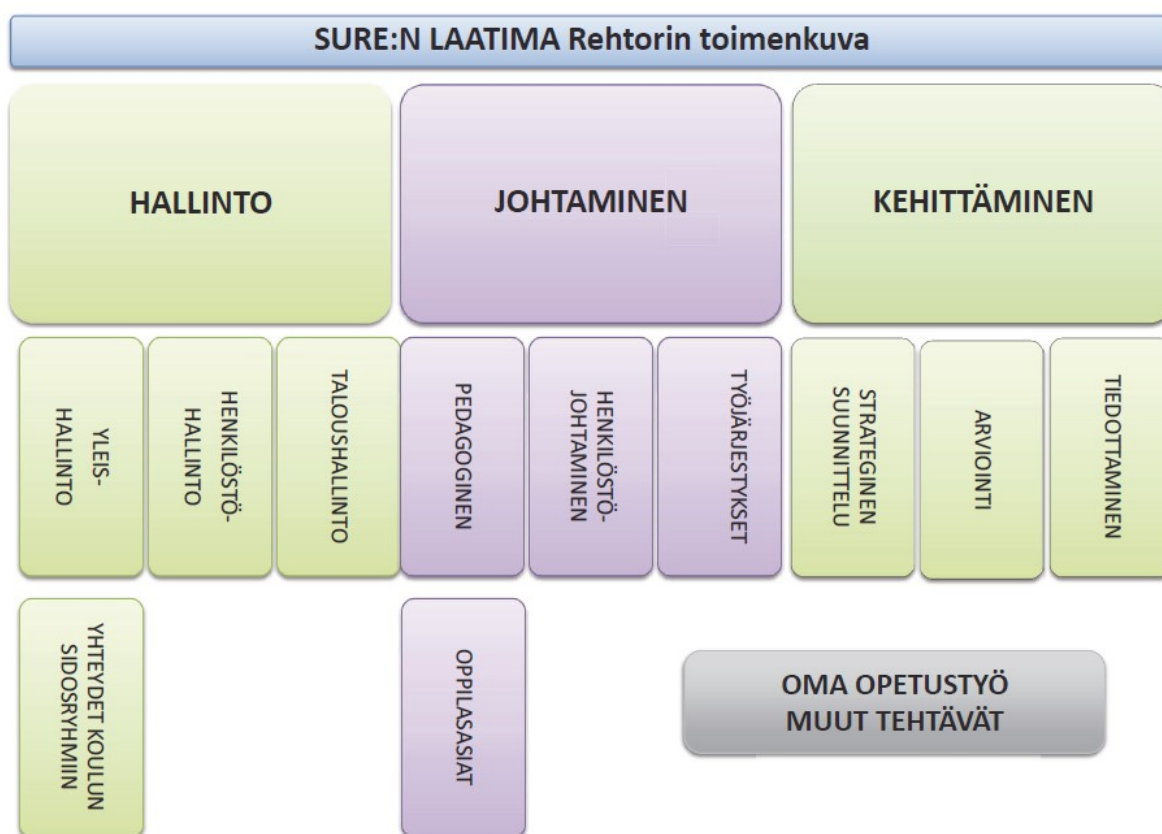 SURE:N LAATIMA Rehtorin toimenkuva
HALLINTO
JOHTAMINEN
KEHITTÄMINEN
YLEIS-
HALLINTO
HENKILÖSTÖ-
HALLINTO
TALOUSHALLINTO
PEDAGOGINEN
HENKILÖSTÖ-
JOHTAMINEN
TYÖJÄRJESTYKSET
STRATEGINEN
SUUNNITTELU
ARVIOINTI
TIEDOTTAMINEN
YHTEYDET KOULUN
SIDOSRYHMIIN
OPPILASASIAT
OMA OPETUSTYÖ
MUUT TEHTÄVÄT